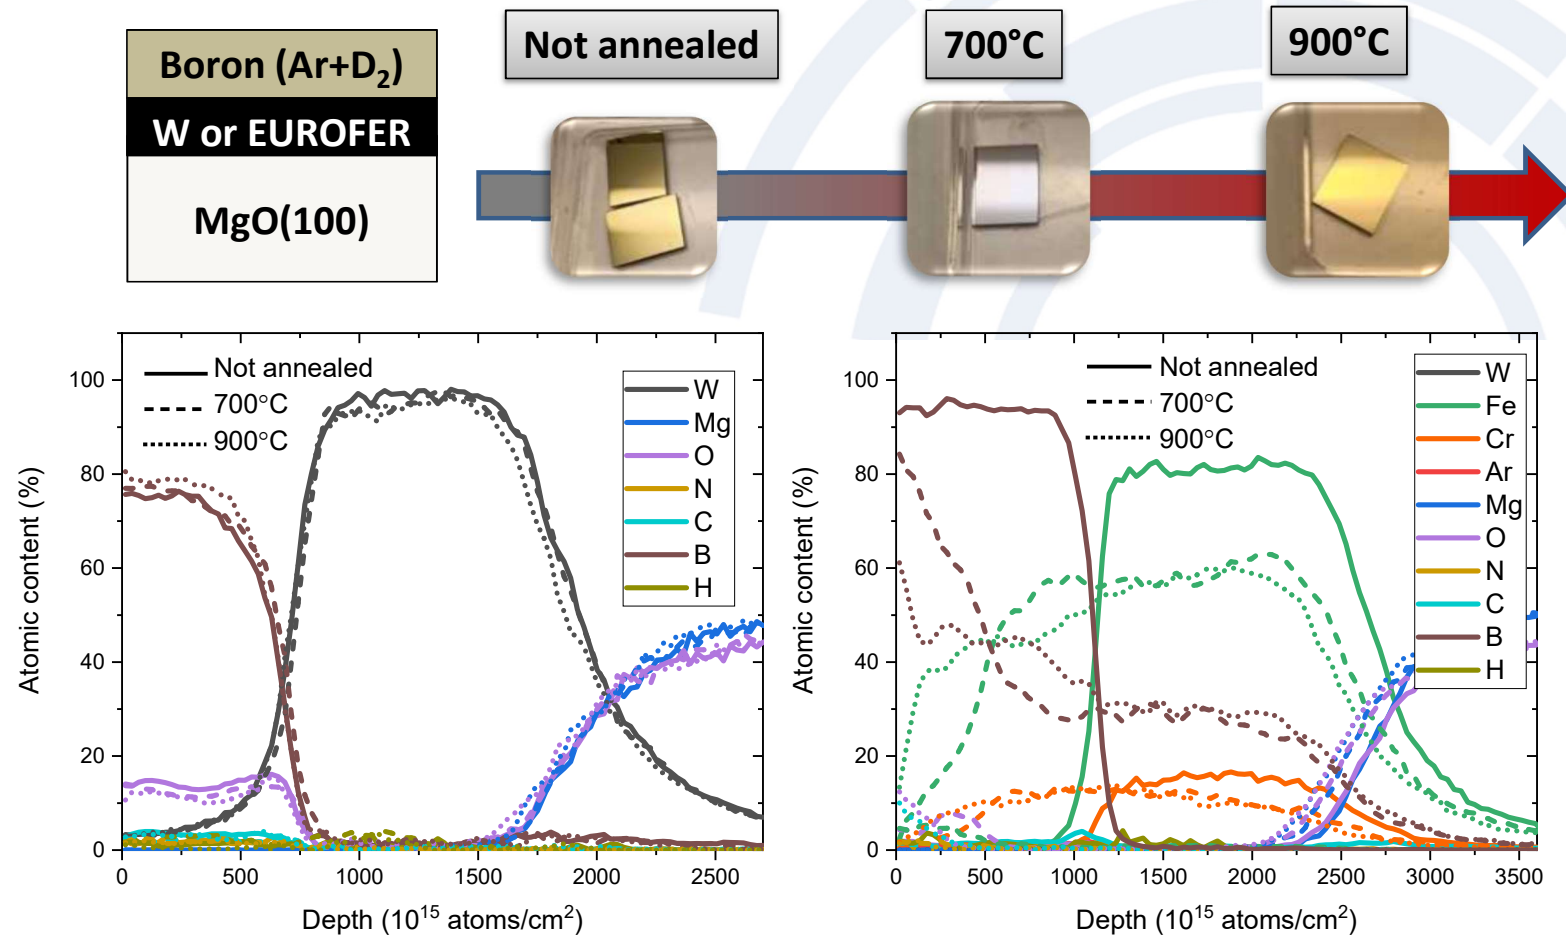 Boron (Ar+D2)
W or EUROFER
MgO(100)
Not annealed
700°C
900°C
Not annealed
700°C
900°C
W
Mg
O
N
C
B
H
100
80
60
40
20
0
0
500
1000
1500
2000
2500
Atomic content (%)
Depth (10^15 atoms/cm^2)
Not annealed
700°C
900°C
W
Fe
Cr
Ar
Mg
O
N
C
B
H
100
80
60
40
20
0
0
500
1000
1500
2000
2500
3000
3500
Atomic content (%)
Depth (10^15 atoms/cm^2)